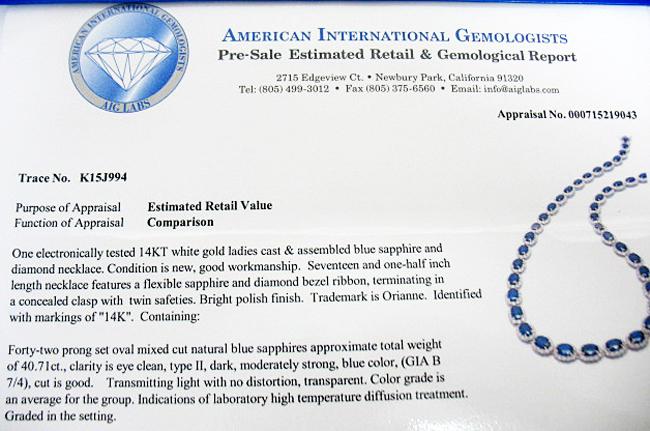 AMERICAN INTERNATIONAL GEMOLOGISTS
AIG LABS
AMERICAN INTERNATIONAL GEMOLOGISTS
Pre-Sale Estimated Retail & Gemological Report
2715 Edgeview Ct. • Newbury Park, California 91320
Tel: (805) 499-3012 • Fax (805) 375-6560 • Email: info@aiglabs.com
Appraisal No. 000715219043
Trace No. K15J994
Purpose of Appraisal Estimated Retail Value
Function of Appraisal Comparison
One electronically tested 14KT white gold ladies cast & assembled blue sapphire and
diamond necklace. Condition is new, good workmanship. Seventeen and one-half inch
length necklace features a flexible sapphire and diamond bezel ribbon, terminating in
a concealed clasp with twin safeties. Bright polish finish. Trademark is Orianne. Identified
with markings of "14K". Containing:
Forty-two prong set oval mixed cut natural blue sapphires approximate total weight
of 40.71ct., clarity is eye clean, type II, dark, moderately strong, blue color, (GIA B
7/4), cut is good. Transmitting light with no distortion, transparent. Color grade is
an average for the group. Indications of laboratory high temperature diffusion treatment.
Graded in the setting.